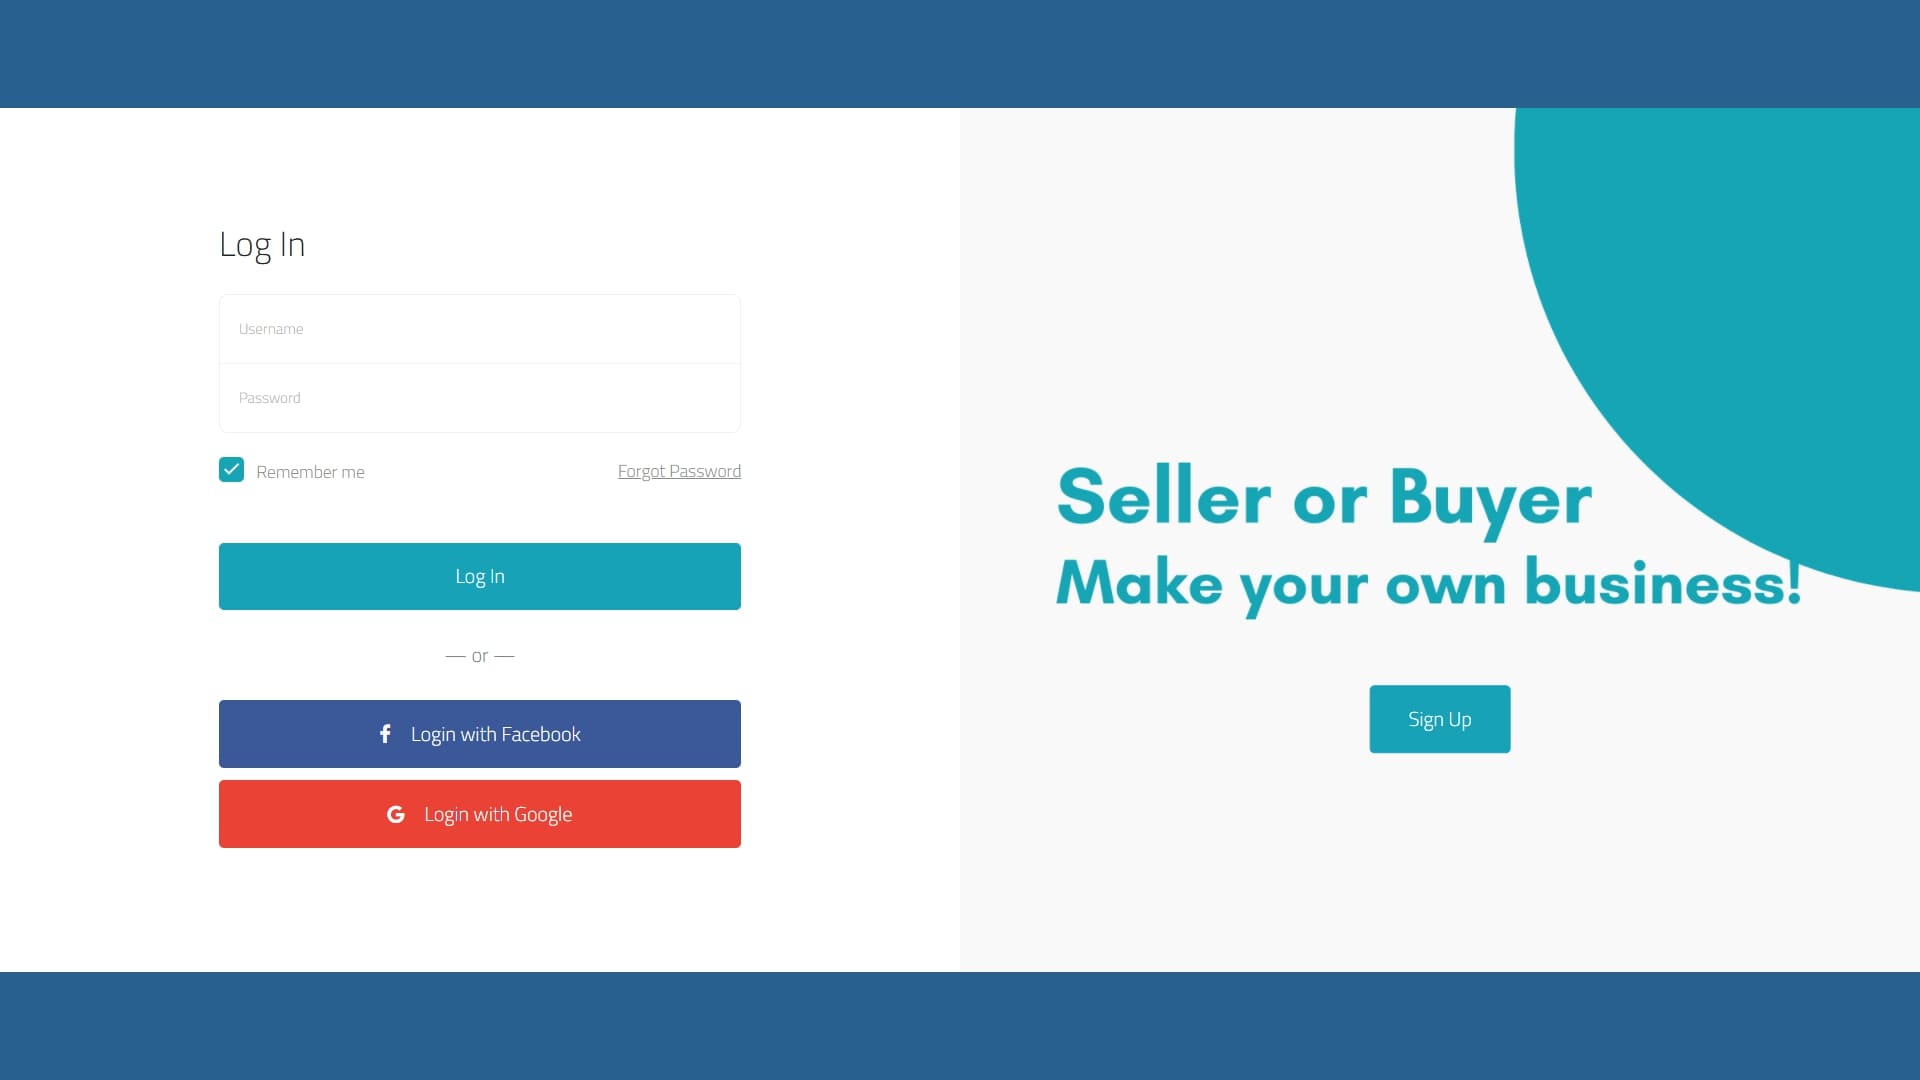 Log In
Username
Password
Remember me
Forgot Password
Log In
— or —
Login with Facebook
Login with Google
Seller or Buyer
Make your own business!
Sign Up